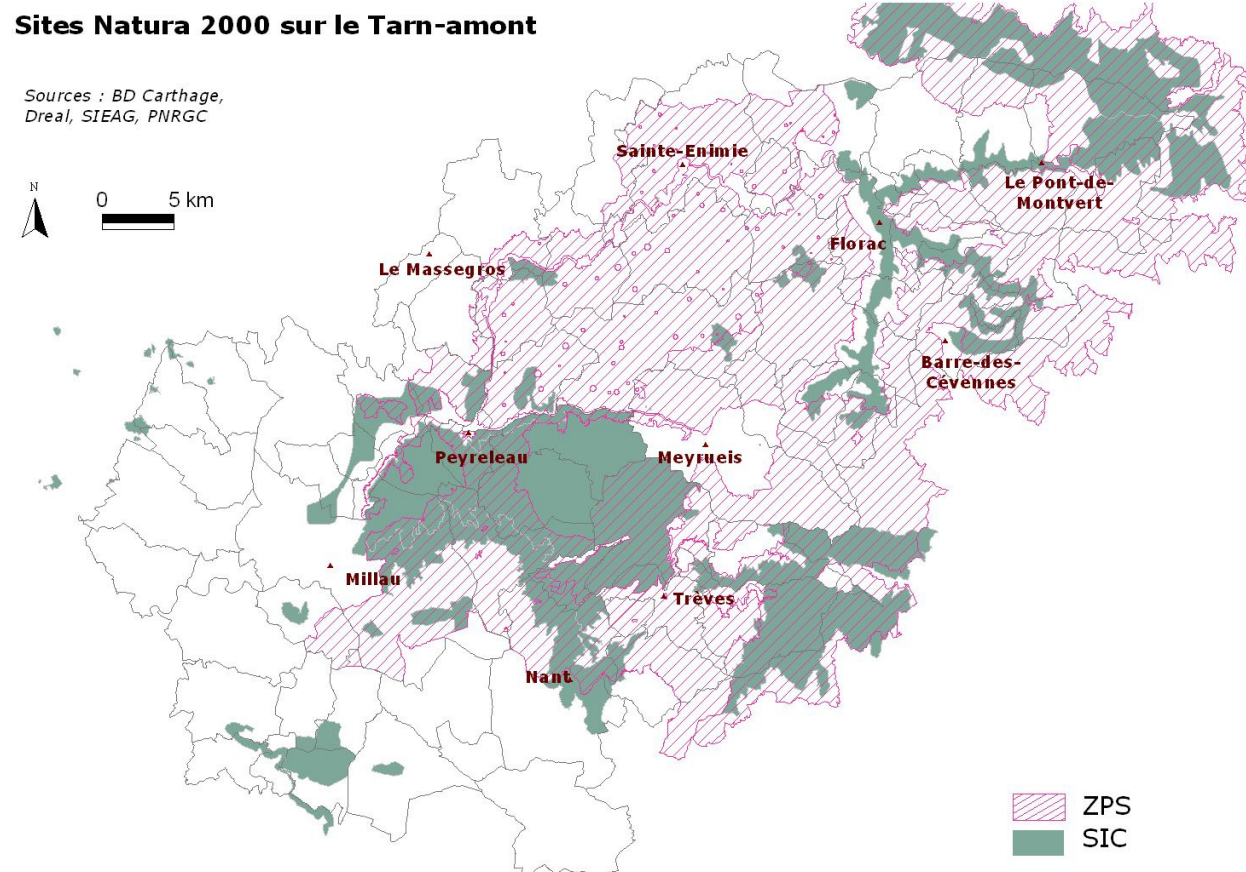 Sites Natura 2000 sur le Tarn-amont
Sources : BD Carthage,
Dreal, SIEAG, PNRGC
N
0 5 km
Sainte-Enimie
Le Pont-de-
Montvert
Florac
Le Massegros
Barre-des-
Cévennes
Peyreleau
Meyrueis
Millau
Trèves
Nant
ZPS
SIC